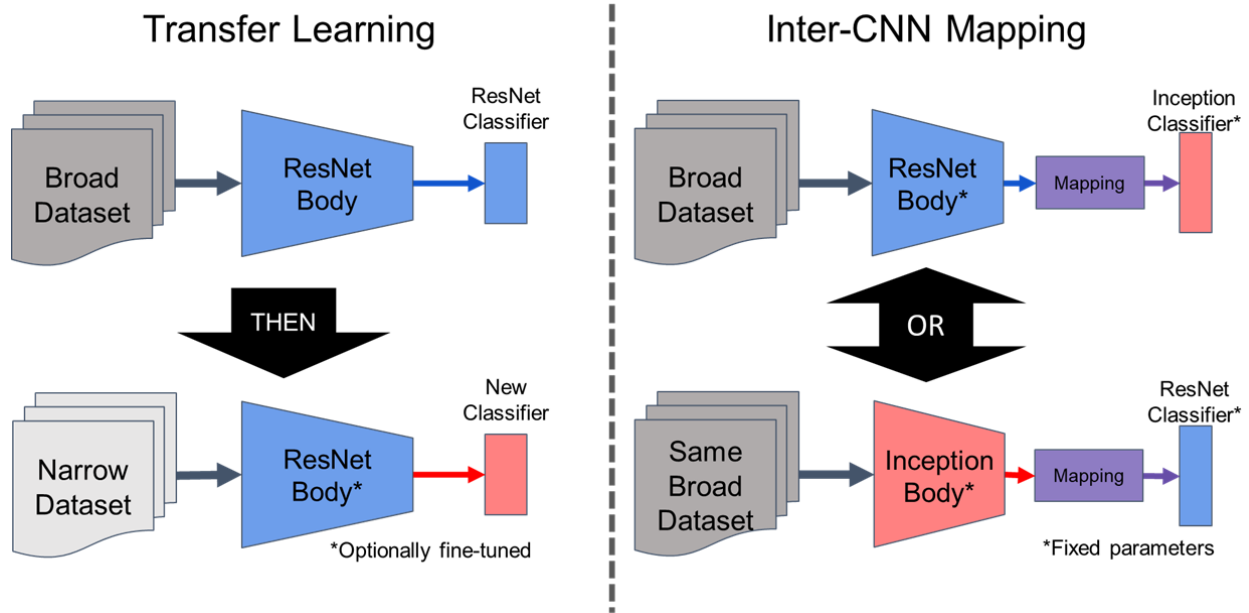 Transfer Learning
ResNet
Classifier
Broad
Dataset
ResNet
Body
THEN
New
Classifier
Narrow
Dataset
ResNet
Body*
*Optionally fine-tuned
Inter-CNN Mapping
Inception
Classifier*
Broad
Dataset
ResNet
Body*
Mapping
OR
ResNet
Classifier*
Same
Broad
Dataset
Inception
Body*
Mapping
*Fixed parameters